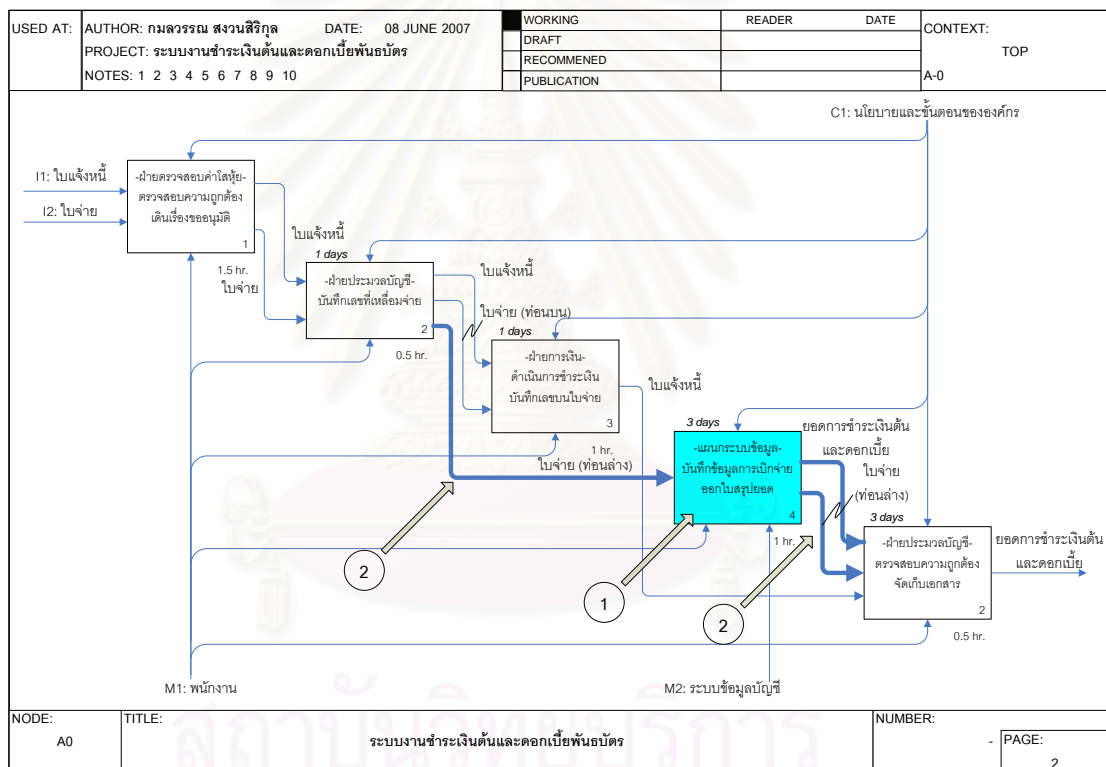 USED AT:
AUTHOR: กมลวรรณ สงวนสิริกุล DATE: 08 JUNE 2007
PROJECT: ระบบงานชำระเงินต้นและดอกเบี้ยพันธบัตร
NOTES: 1 2 3 4 5 6 7 8 9 10
WORKING
DRAFT
RECOMMENED
PUBLICATION
READER DATE
CONTEXT:
TOP
A-0
C1: นโยบายและขั้นตอนขององค์กร
I1: ใบแจ้งหนี้
I2: ใบจ่าย
-ฝ่ายตรวจสอบค่าโสหุ้ย-
ตรวจสอบความถูกต้อง
เดินเรื่องขออนุมัติ
1
1.5 hr.
ใบแจ้งหนี้
ใบจ่าย
1 days
-ฝ่ายประมวลบัญชี-
บันทึกเลขที่เหลื่อมจ่าย
2
0.5 hr.
ใบแจ้งหนี้
ใบจ่าย (ท่อนบน)
1 days
-ฝ่ายการเงิน-
ดำเนินการชำระเงิน
บันทึกเลขบนใบจ่าย
3
1 hr.
ใบแจ้งหนี้
ใบจ่าย (ท่อนล่าง)
3 days
-แผนกระบบข้อมูล-
บันทึกข้อมูลการเบิกจ่าย
ออกใบสรุปยอด
4
1 hr.
ยอดการชำระเงินต้น
และดอกเบี้ย
ใบจ่าย
(ท่อนล่าง)
3 days
-ฝ่ายประมวลบัญชี-
ตรวจสอบความถูกต้อง
จัดเก็บเอกสาร
2
0.5 hr.
ยอดการชำระเงินต้น
และดอกเบี้ย
2
1
2
M1: พนักงาน
M2: ระบบข้อมูลบัญชี
NODE:
A0
TITLE:
ระบบงานชำระเงินต้นและดอกเบี้ยพันธบัตร
NUMBER:
-
PAGE:
2
สถาบันวิทยบริการ